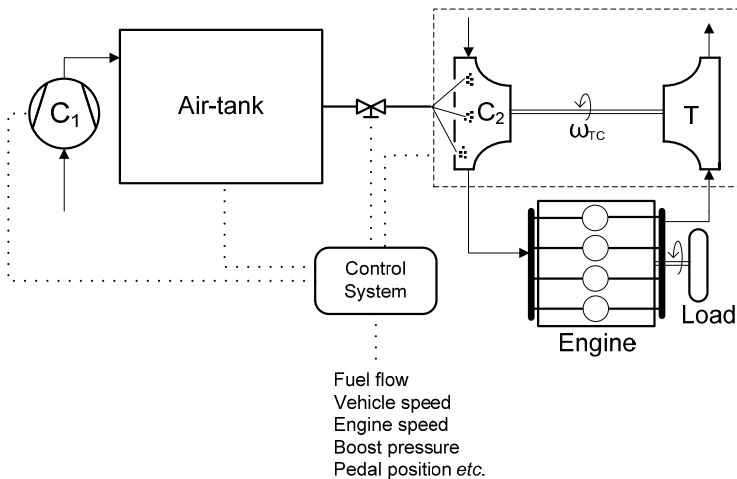 C1
Air-tank
C2
ωTC
T
Control
System
Engine
Load
Fuel flow
Vehicle speed
Engine speed
Boost pressure
Pedal position etc.